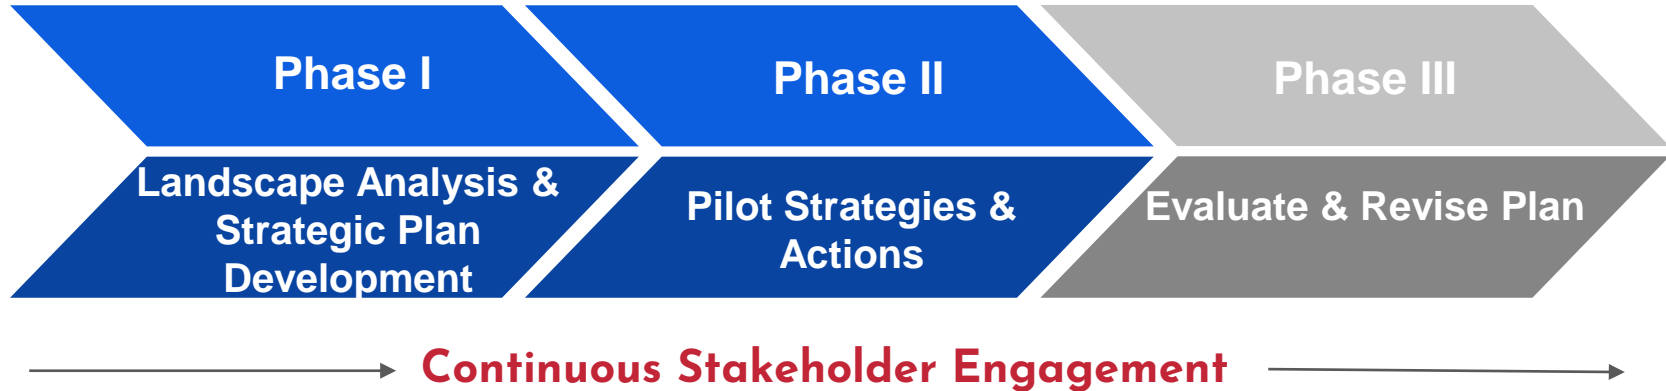 Phase I
Phase II
Phase III
Landscape Analysis &
Strategic Plan
Development
Pilot Strategies &
Actions
Evaluate & Revise Plan
Continuous Stakeholder Engagement